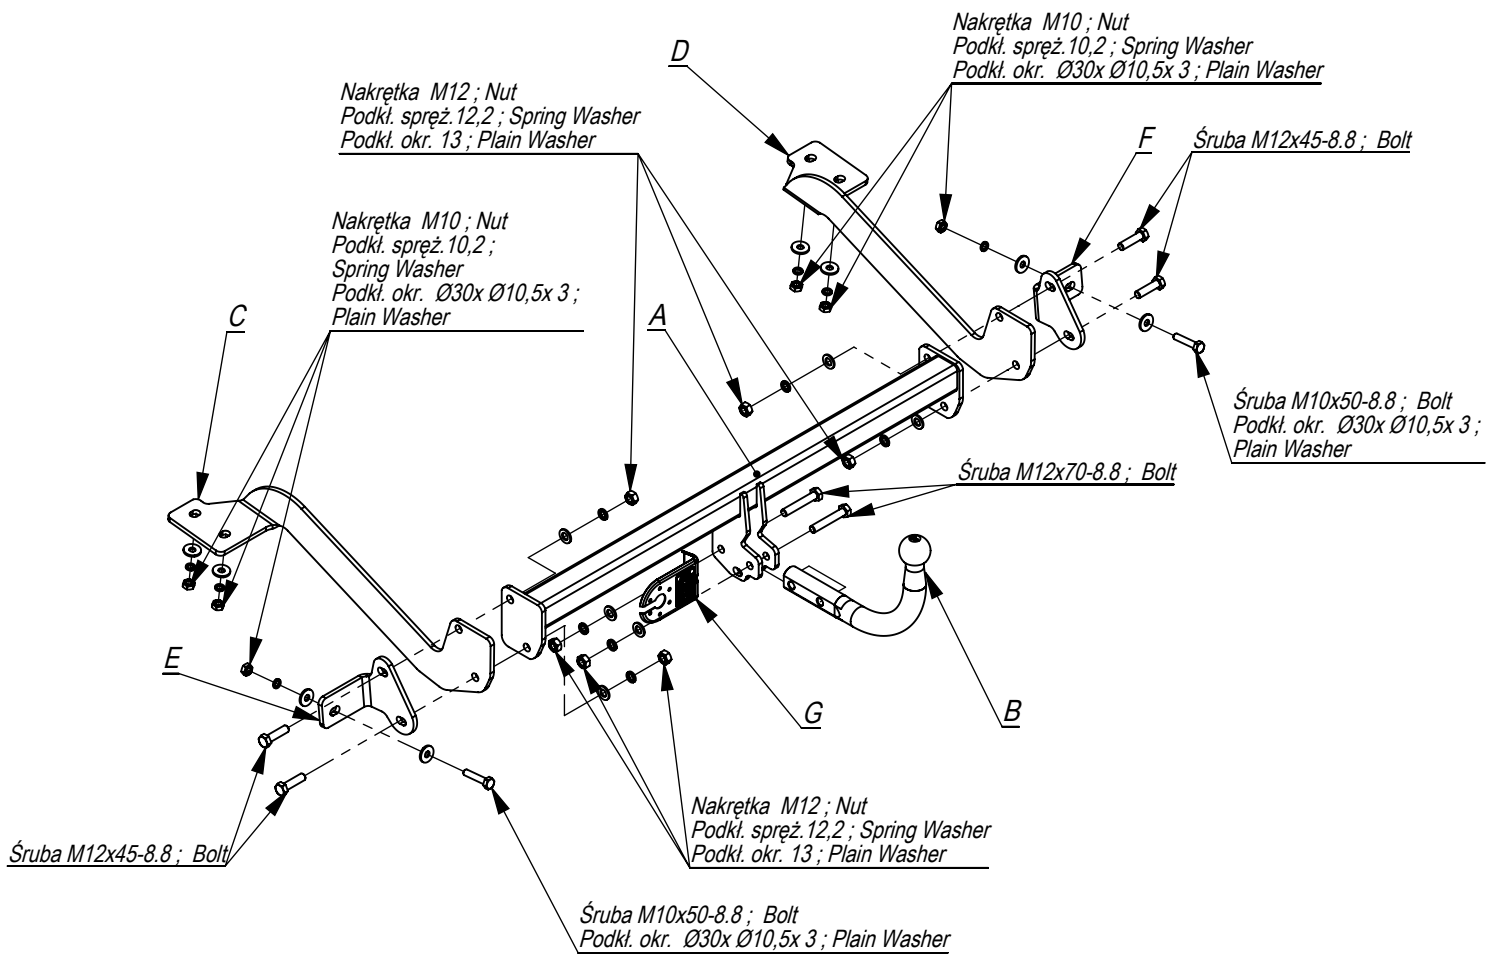 Nakrętka M10 ; Nut
Podkł. spręż.10,2 ; Spring Washer
Podkł. okr. Ø30x Ø10,5x 3 ; Plain Washer
D
Nakrętka M12 ; Nut
Podkł. spręż.12,2 ; Spring Washer
Podkł. okr. 13 ; Plain Washer
F
Śruba M12x45-8.8 ; Bolt
Nakrętka M10 ; Nut
Podkł. spręż.10,2 ;
Spring Washer
Podkł. okr. Ø30x Ø10,5x 3 ;
Plain Washer
C
A
Śruba M10x50-8.8 ; Bolt
Podkł. okr. Ø30x Ø10,5x 3 ;
Plain Washer
Śruba M12x70-8.8 ; Bolt
E
G
B
Nakrętka M12 ; Nut
Podkł. spręż.12,2 ; Spring Washer
Podkł. okr. 13 ; Plain Washer
Śruba M12x45-8.8 ; Bolt
Śruba M10x50-8.8 ; Bolt
Podkł. okr. Ø30x Ø10,5x 3 ; Plain Washer